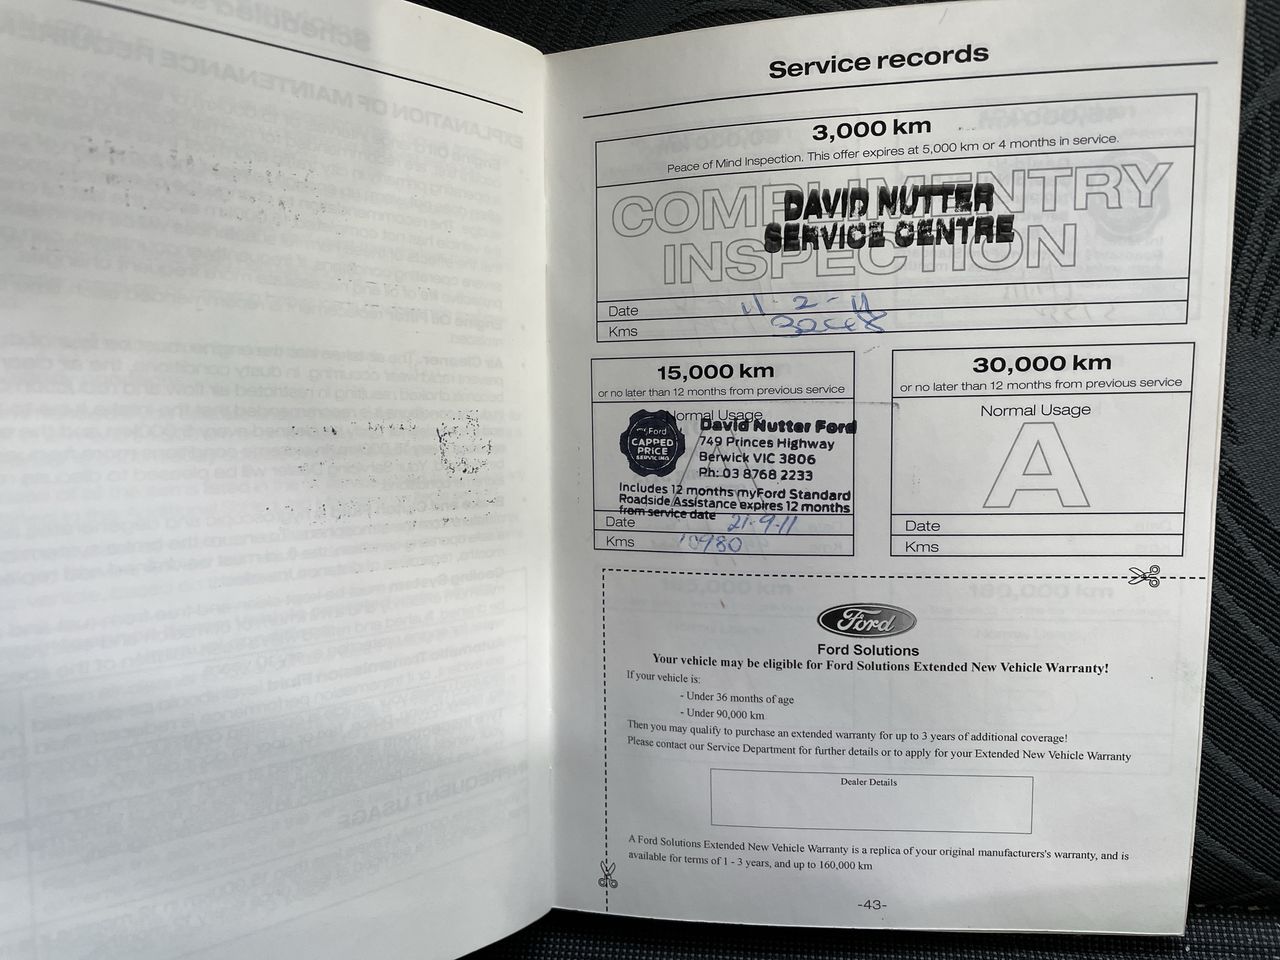 Service records
3,000 km
Peace of Mind Inspection. This offer expires at 5,000 km or 4 months in service.
COMPLIMENTRY
INSPECTION
DAVID NUTTER
SERVICE CENTRE
Date 11-2-11
Kms
15,000 km
or no later than 12 months from previous service
Normal Usage
A
myFord
CAPPED
PRICE
SERVICING
David Nutter Ford
749 Princes Highway
Berwick VIC 3806
Ph: 03 8768 2233
Includes 12 months myFord Standard
Roadside Assistance expires 12 months
from service date
Date 21-9-11
Kms 10980
30,000 km
or no later than 12 months from previous service
Normal Usage
A
Date
Kms
Ford
Ford Solutions
Your vehicle may be eligible for Ford Solutions Extended New Vehicle Warranty!
If your vehicle is:
- Under 36 months of age
- Under 90,000 km
Then you may qualify to purchase an extended warranty for up to 3 years of additional coverage!
Please contact our Service Department for further details or to apply for your Extended New Vehicle Warranty
Dealer Details
A Ford Solutions Extended New Vehicle Warranty is a replica of your original manufacturers's warranty, and is
available for terms of 1 - 3 years, and up to 160,000 km
-43-